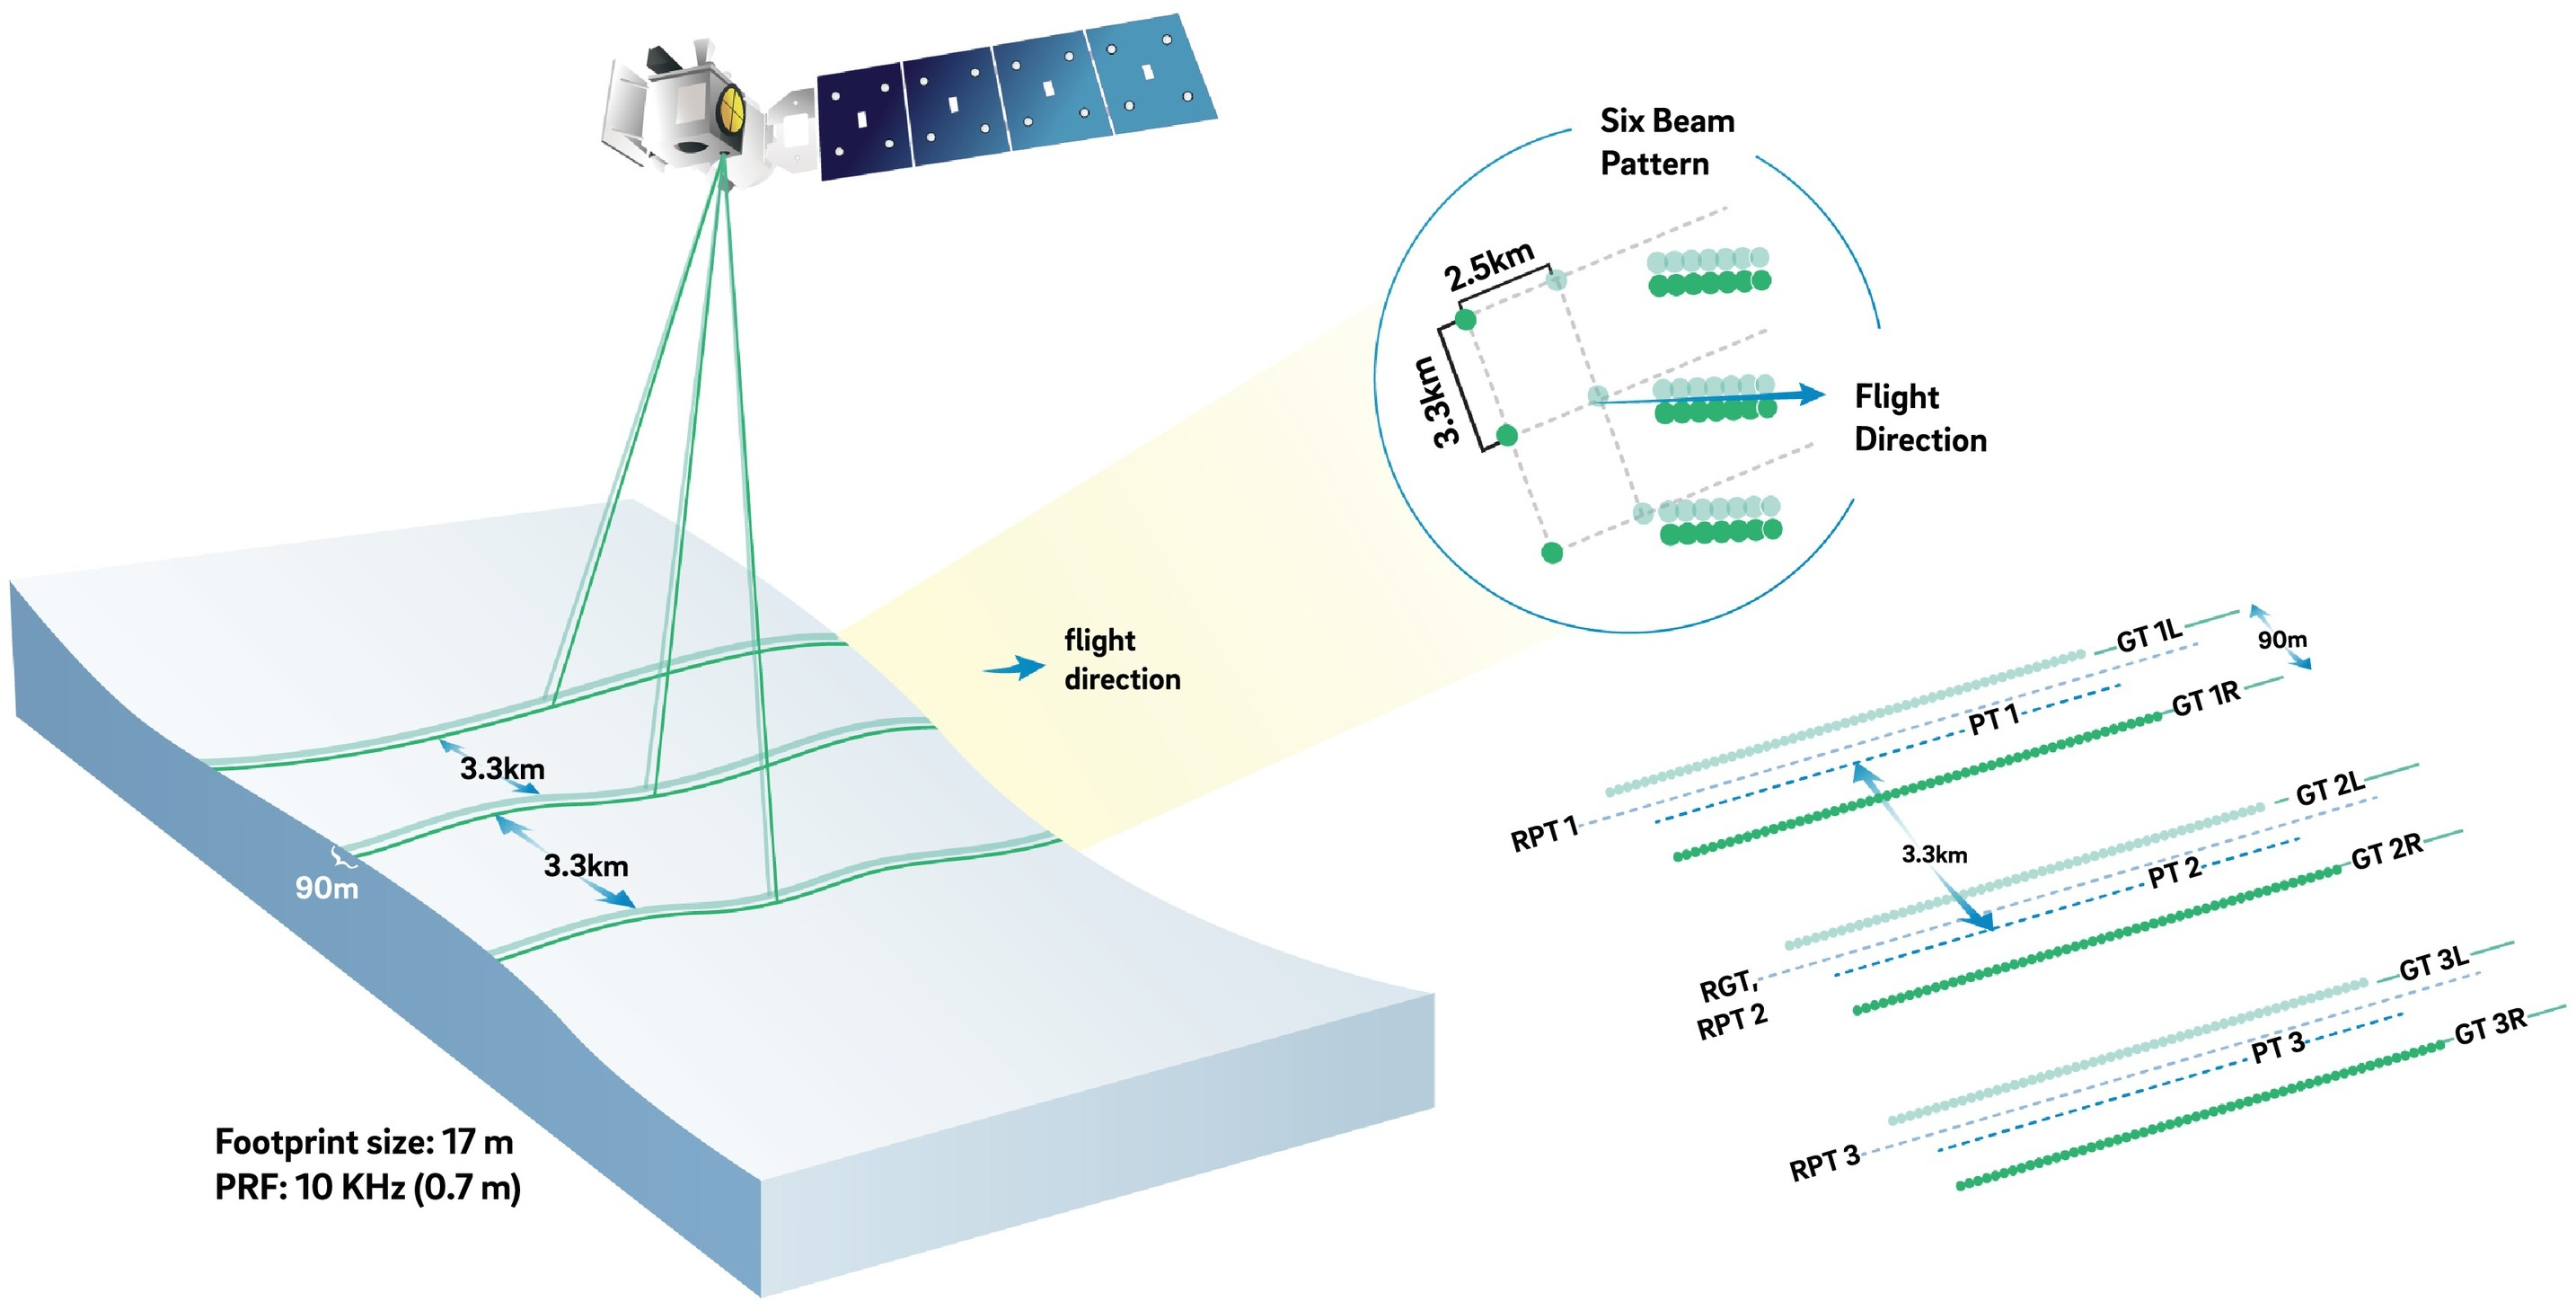 Six Beam
Pattern
2.5km
3.3km
Flight
Direction
flight
direction
3.3km
3.3km
90m
Footprint size: 17 m
PRF: 10 KHz (0.7 m)
GT 1L
90m
PT 1
GT 1R
RPT 1
3.3km
GT 2L
PT 2
GT 2R
RGT,
RPT 2
GT 3L
PT 3
GT 3R
RPT 3